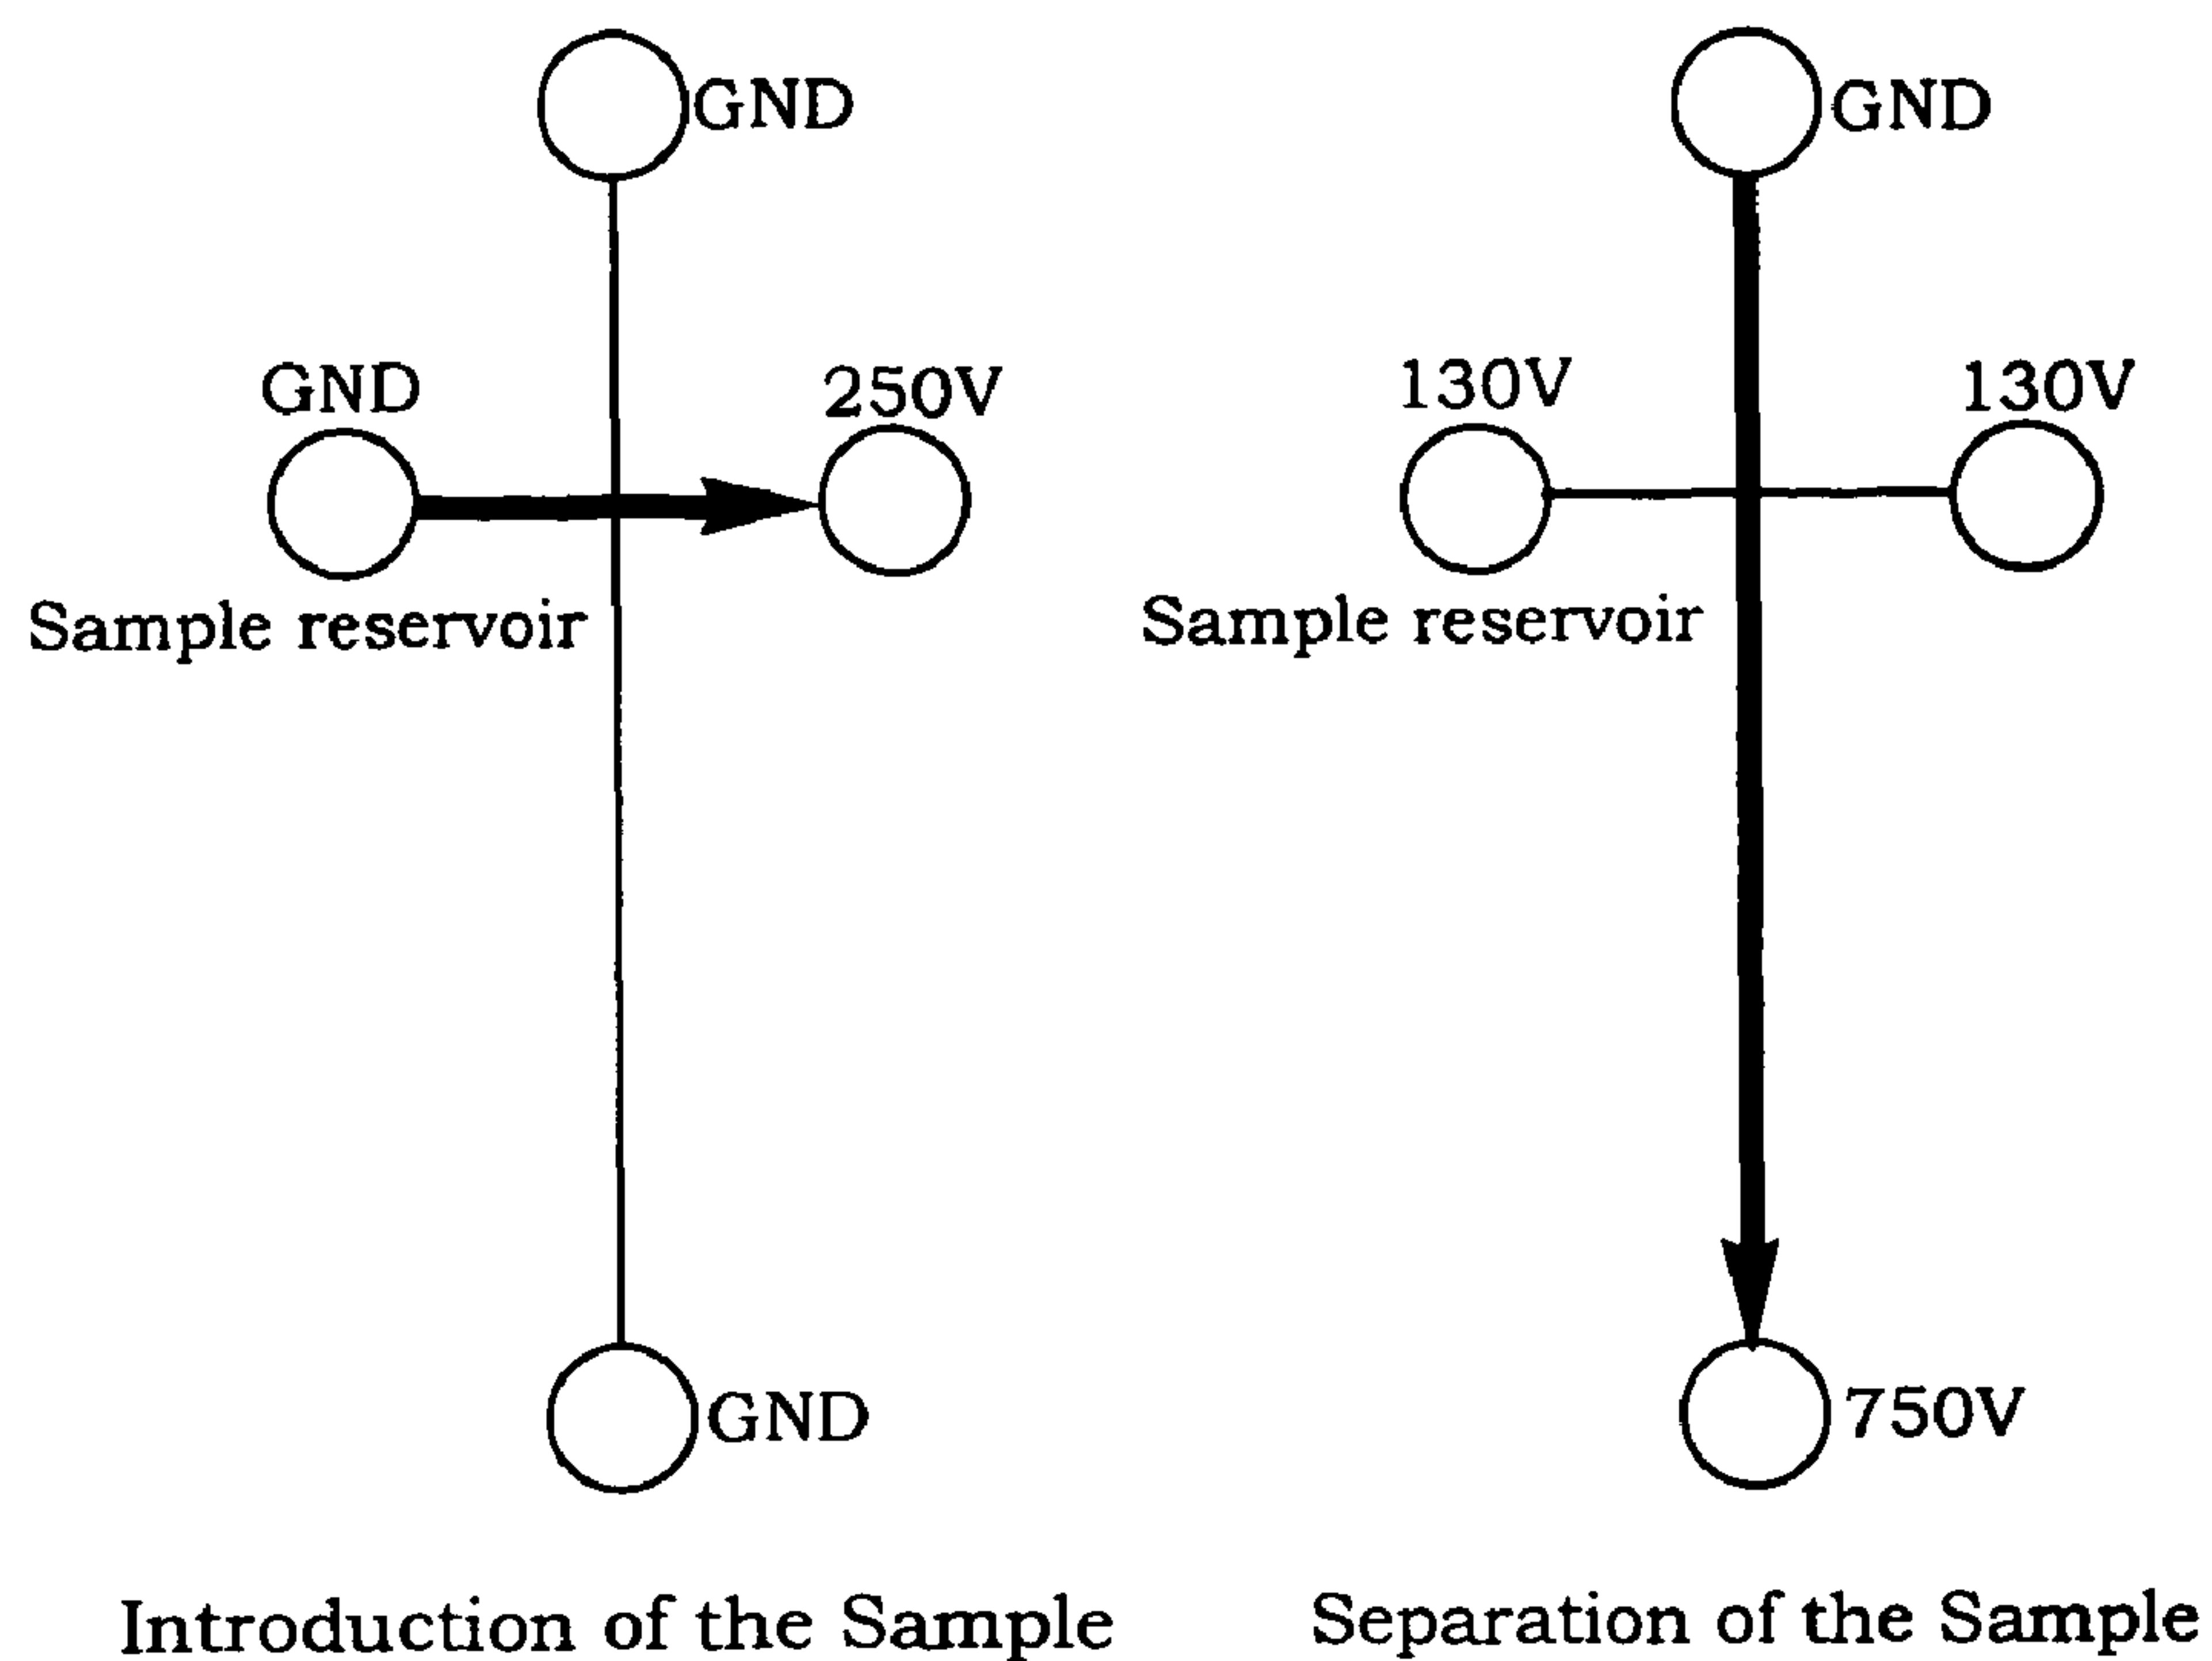 GND
GND
250V
Sample reservoir
GND
Introduction of the Sample
GND
130V
130V
Sample reservoir
750V
Separation of the Sample